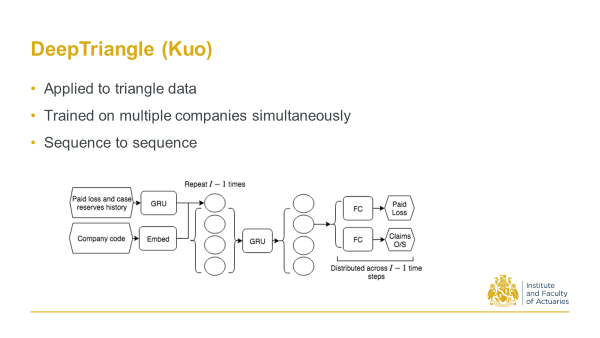 DeepTriangle (Kuo)
• Applied to triangle data
• Trained on multiple companies simultaneously
• Sequence to sequence
Repeat I − 1 times
Paid loss and case
reserves history
GRU
Company code
Embed
GRU
FC
Paid
Loss
FC
Claims
O/S
Distributed across I − 1 time
steps
Institute
and Faculty
of Actuaries